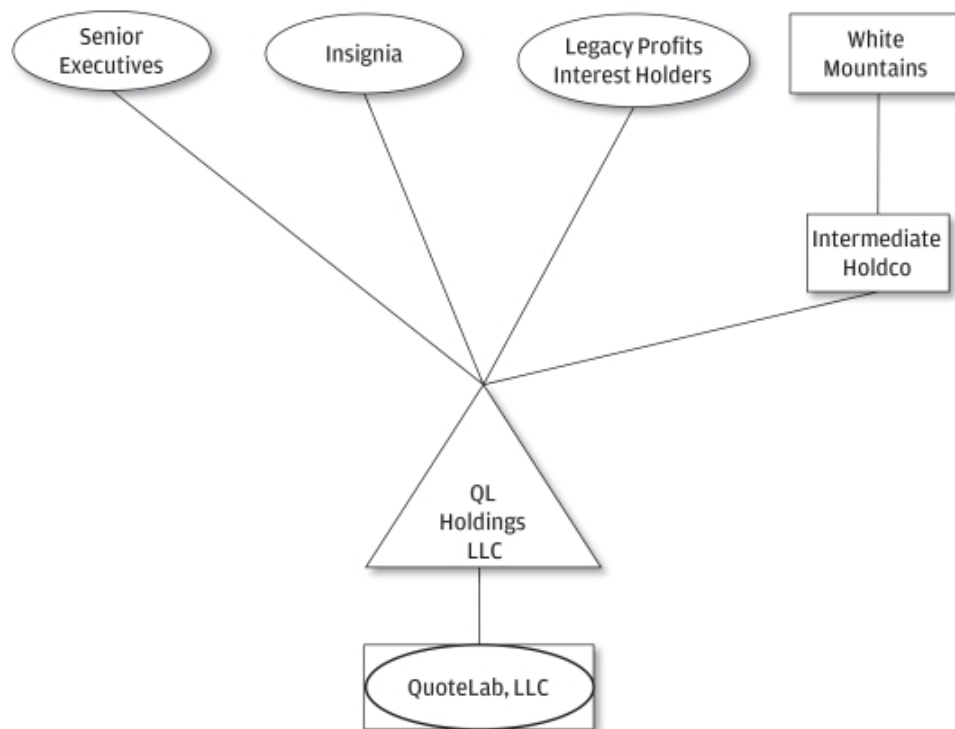 Senior
Executives
Insignia
Legacy Profits
Interest Holders
White
Mountains
Intermediate
Holdco
QL
Holdings
LLC
QuoteLab, LLC